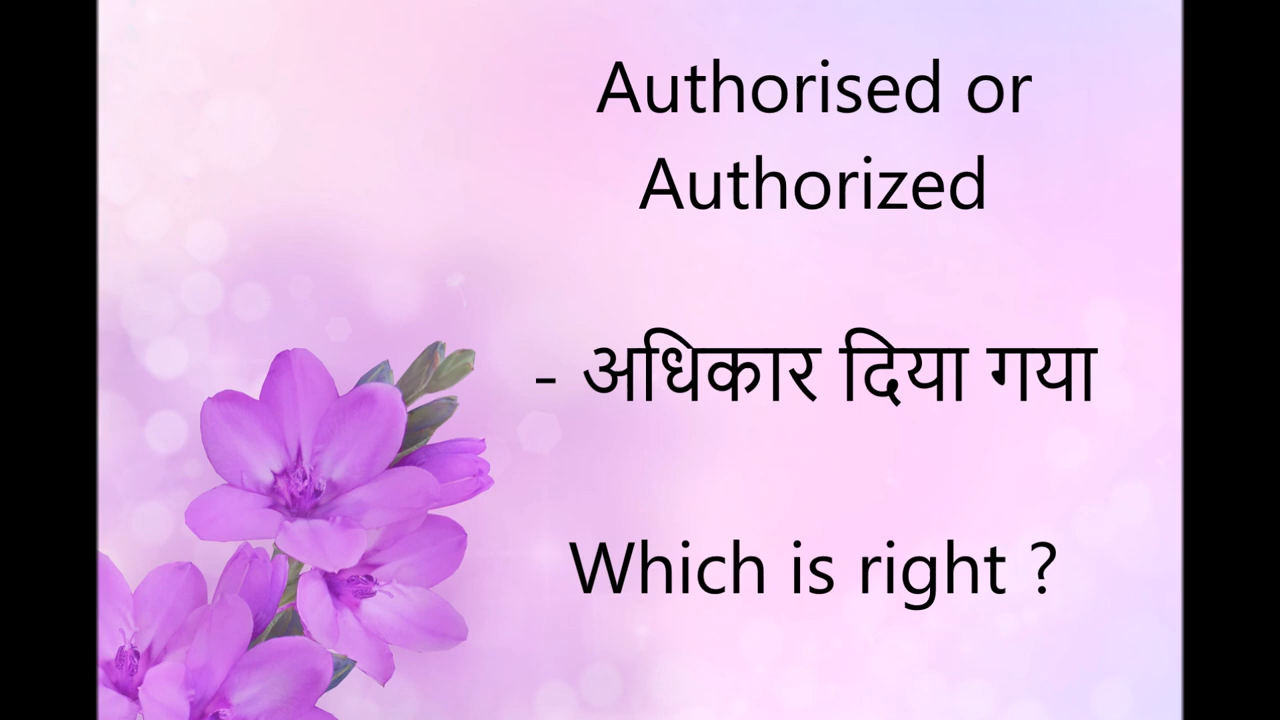 Authorised or
Authorized
- अधिकार दिया गया
Which is right ?